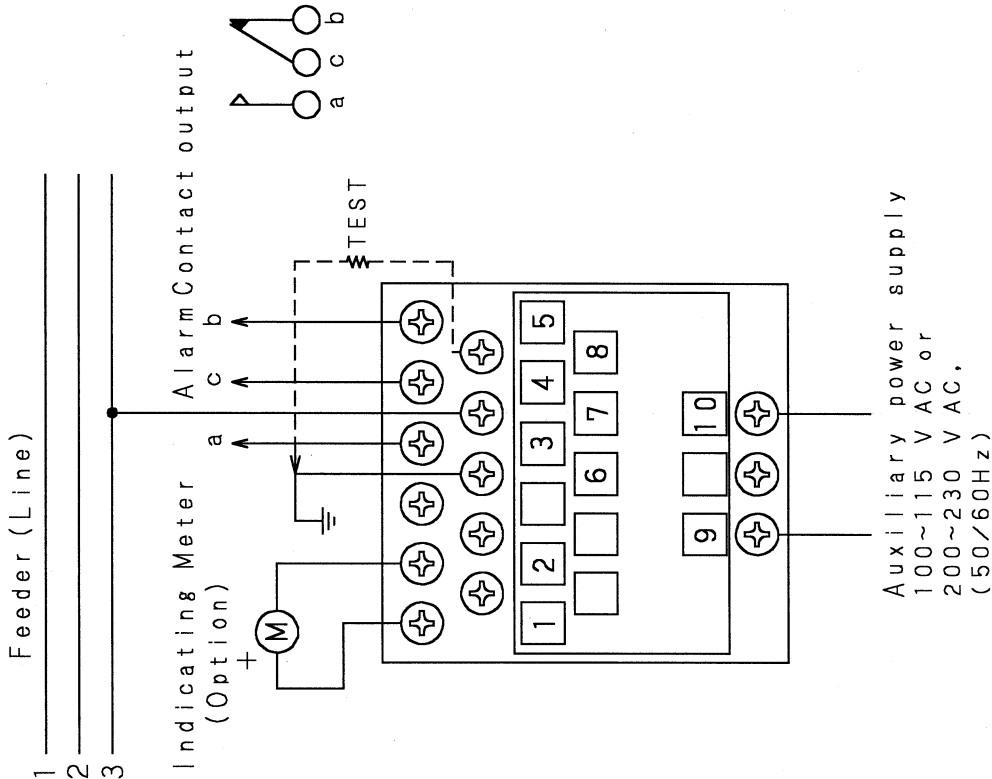 Feeder(Line)
1
2
3
Indicating Meter
(Option)
Alarm Contact output
a
c
b
a
c
b
+
M
TEST
1
2
3
4
5
6
7
8
9
10
Auxiliary power supply
100~115 V AC or
200~230 V AC,
(50/60Hz)